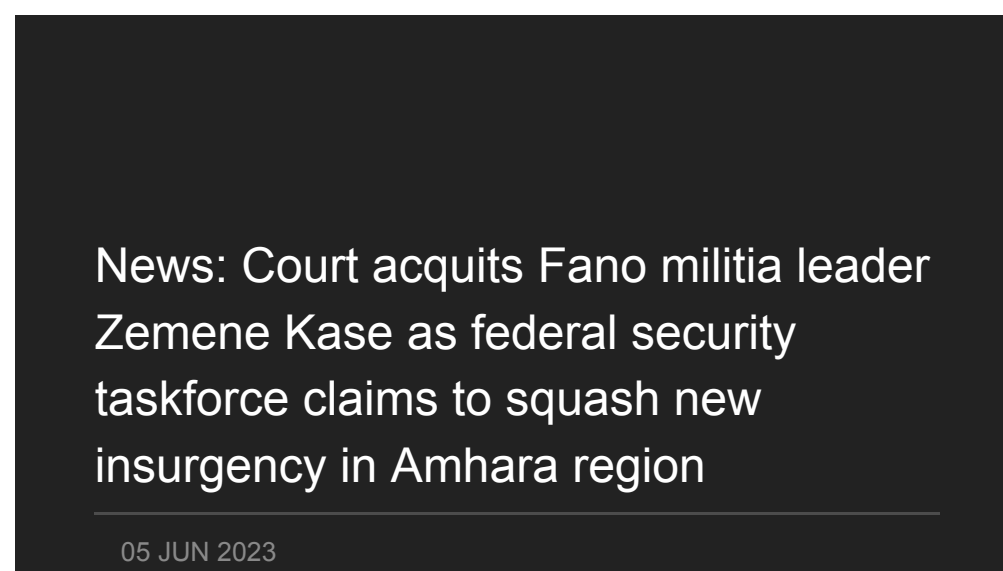 News: Court acquits Fano militia leader
Zemene Kase as federal security
taskforce claims to squash new
insurgency in Amhara region
05 JUN 2023